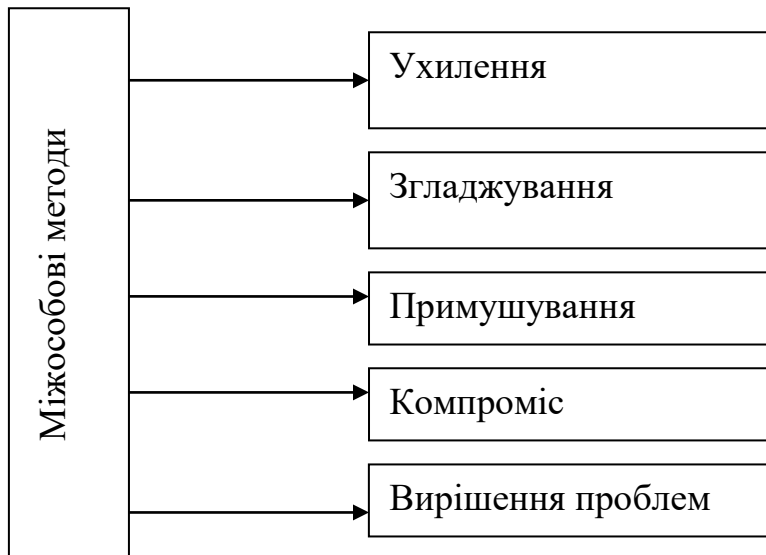 Міжособові методи
Ухилення
Згладжування
Примушування
Компроміс
Вирішення проблем